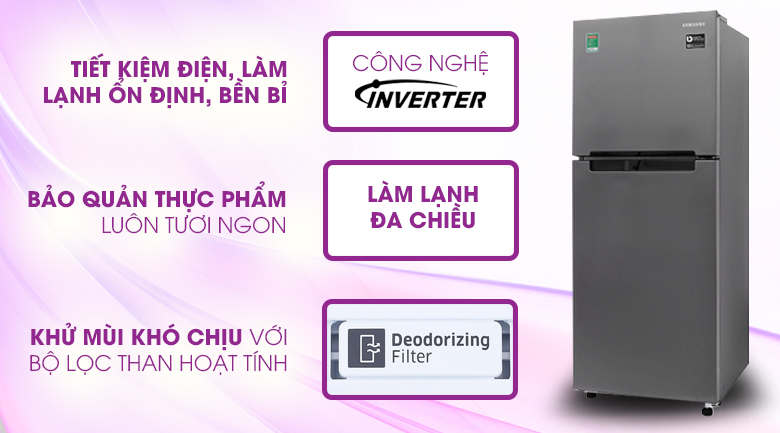 TIẾT KIỆM ĐIỆN, LÀM
LẠNH ỔN ĐỊNH, BỀN BỈ
CÔNG NGHỆ
INVERTER
BẢO QUẢN THỰC PHẨM
LUÔN TƯƠI NGON
LÀM LẠNH
ĐA CHIỀU
KHỬ MÙI KHÓ CHỊU VỚI
BỘ LỌC THAN HOẠT TÍNH
Deodorizing
Filter
SAMSUNG